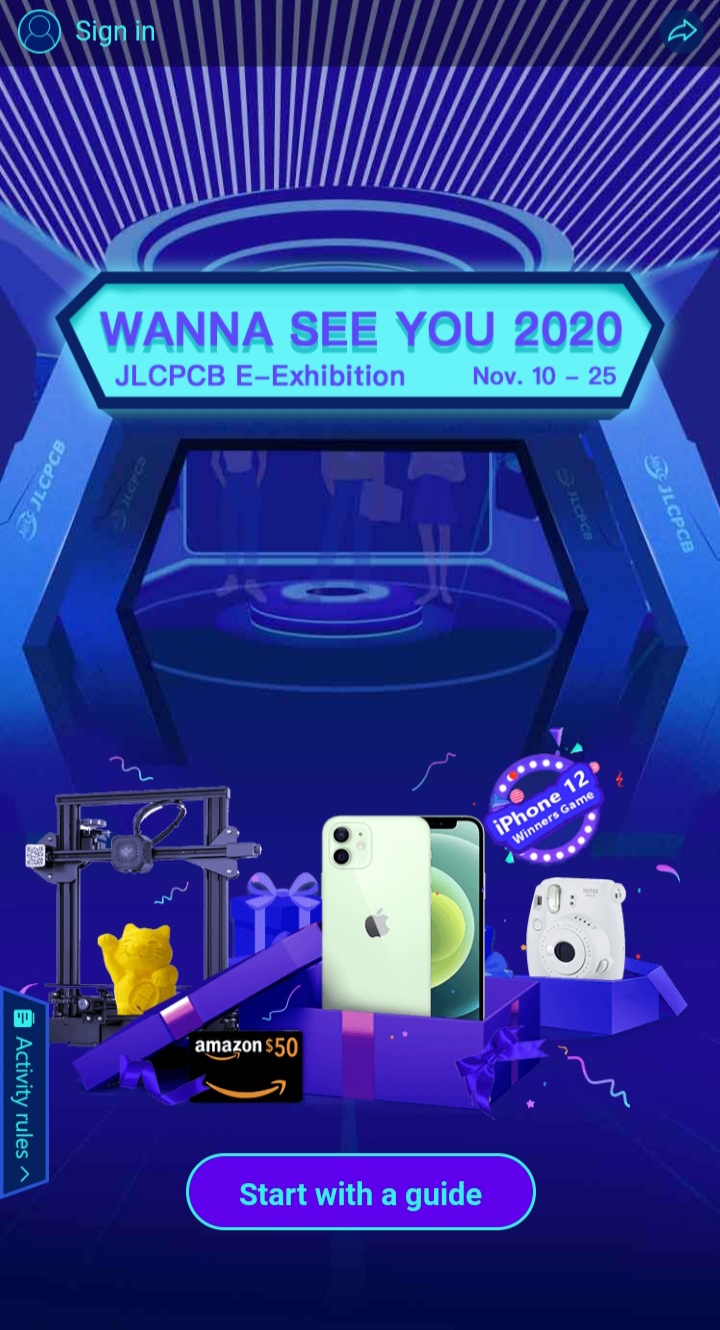 Sign in
WANNA SEE YOU 2020
JLCPCB E-Exhibition Nov. 10 - 25
JLCPCB
JLCPCB
JLCPCB
JLCPCB
iPhone 12
Winners Game
amazon $50
Activity rules
Start with a guide